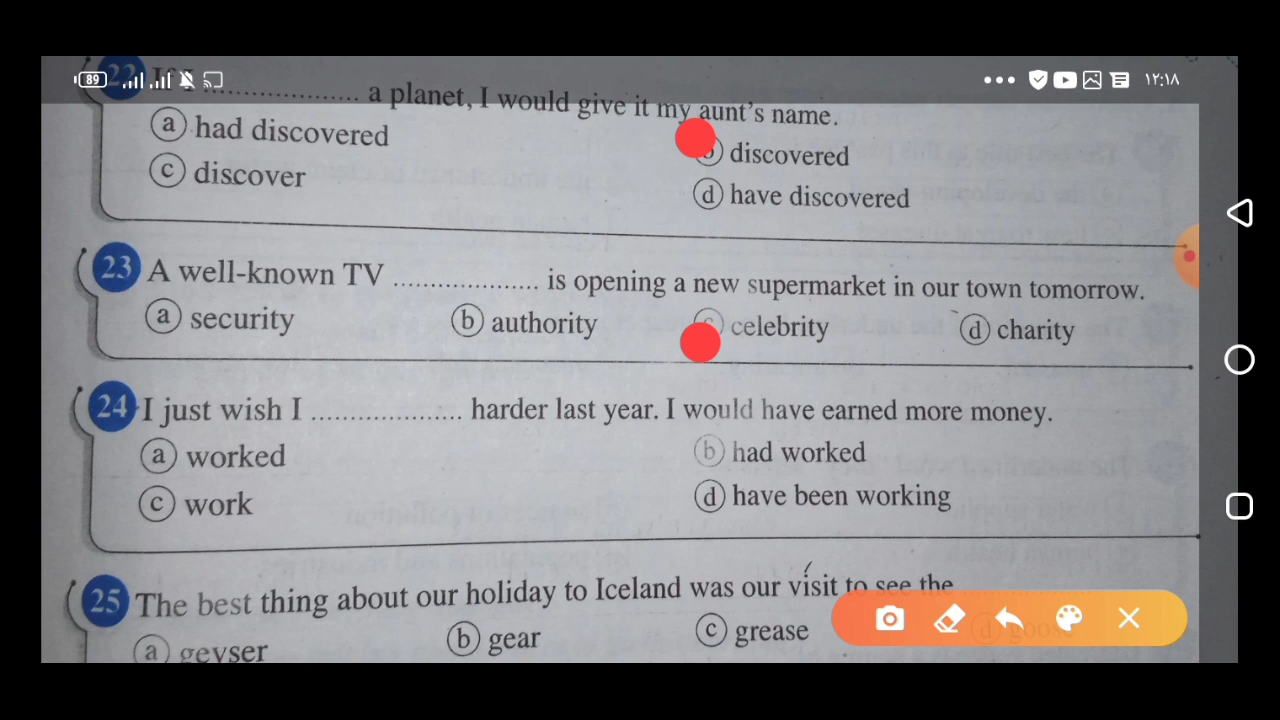 89 ١٢:١٨
22 If I .................... a planet, I would give it my aunt's name.
a had discovered b discovered
c discover d have discovered
23 A well-known TV .................... is opening a new supermarket in our town tomorrow.
a security b authority c celebrity d charity
24 I just wish I .................... harder last year. I would have earned more money.
a worked b had worked
c work d have been working
25 The best thing about our holiday to Iceland was our visit to see the
a geyser b gear c grease d goose